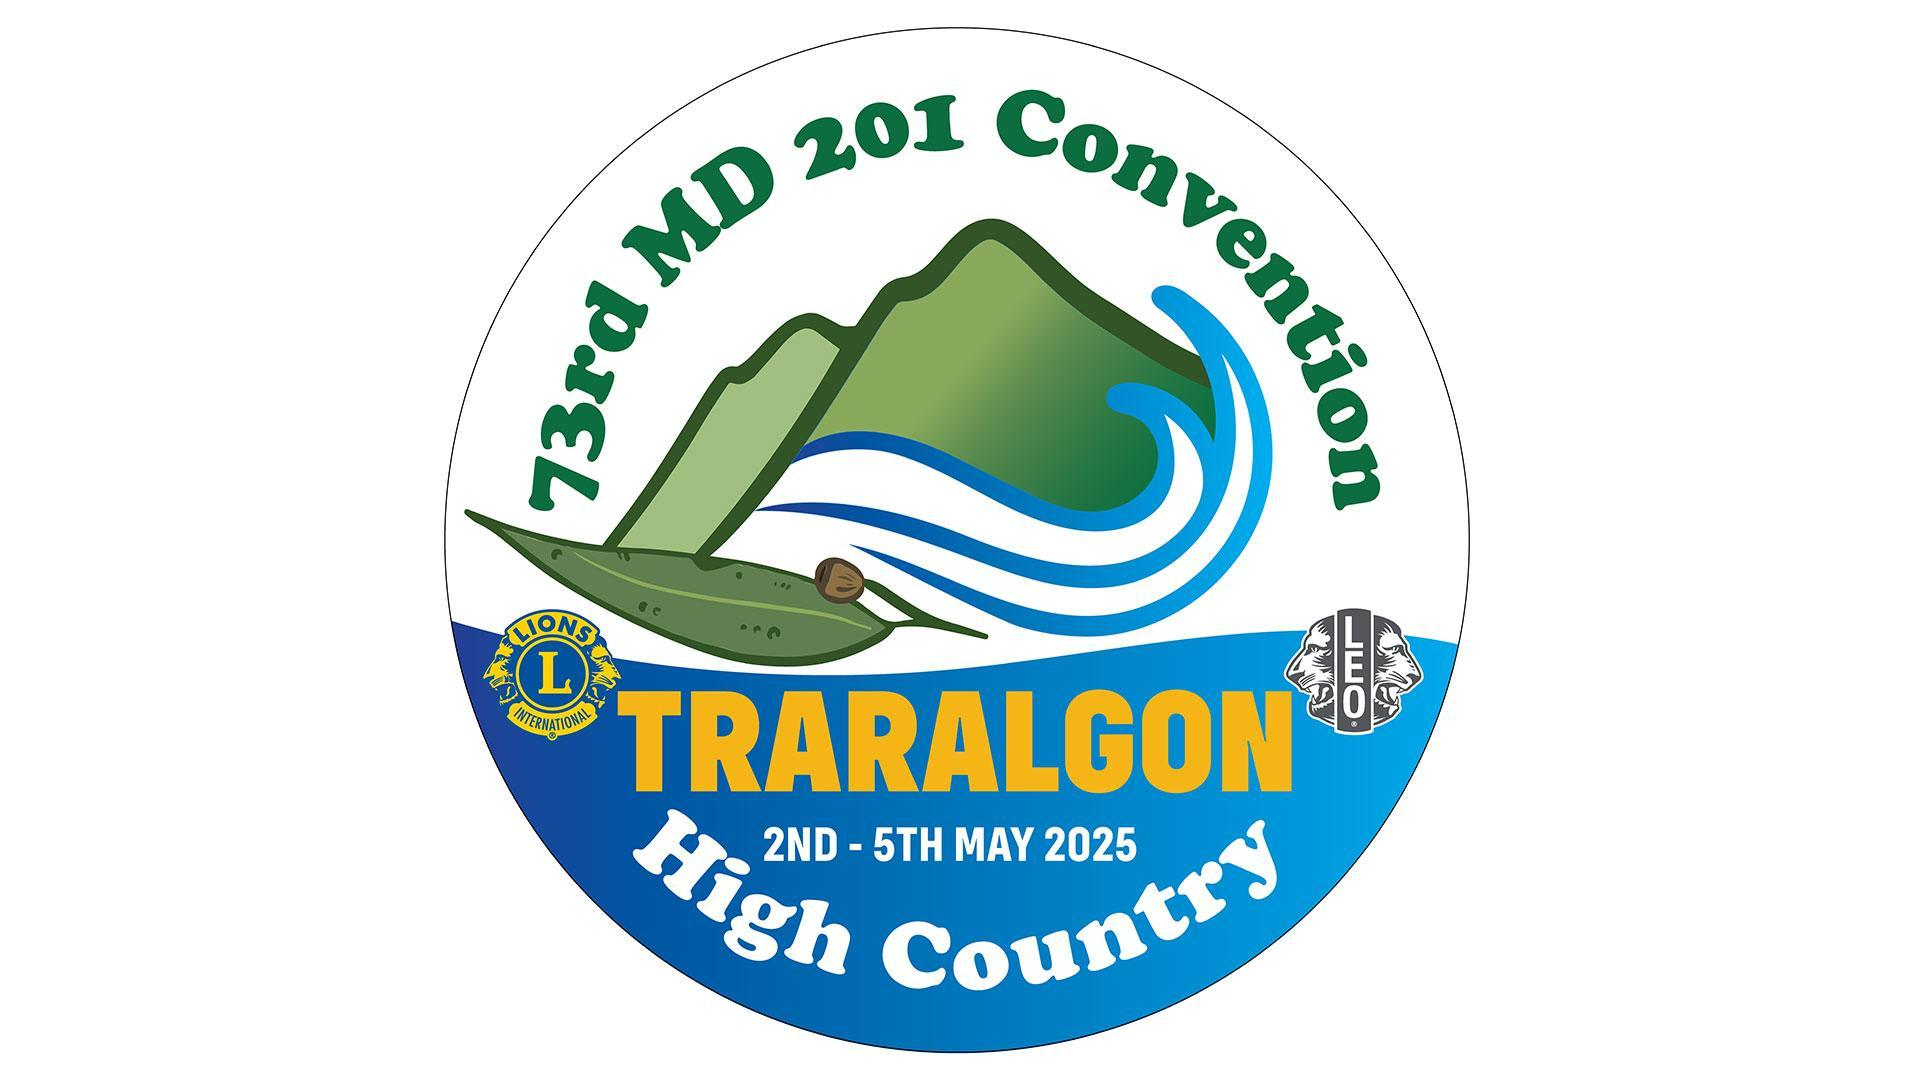 73rd MD 201 Convention
LIONS
L
INTERNATIONAL
®
LEO
®
TRARALGON
2ND - 5TH MAY 2025
High Country